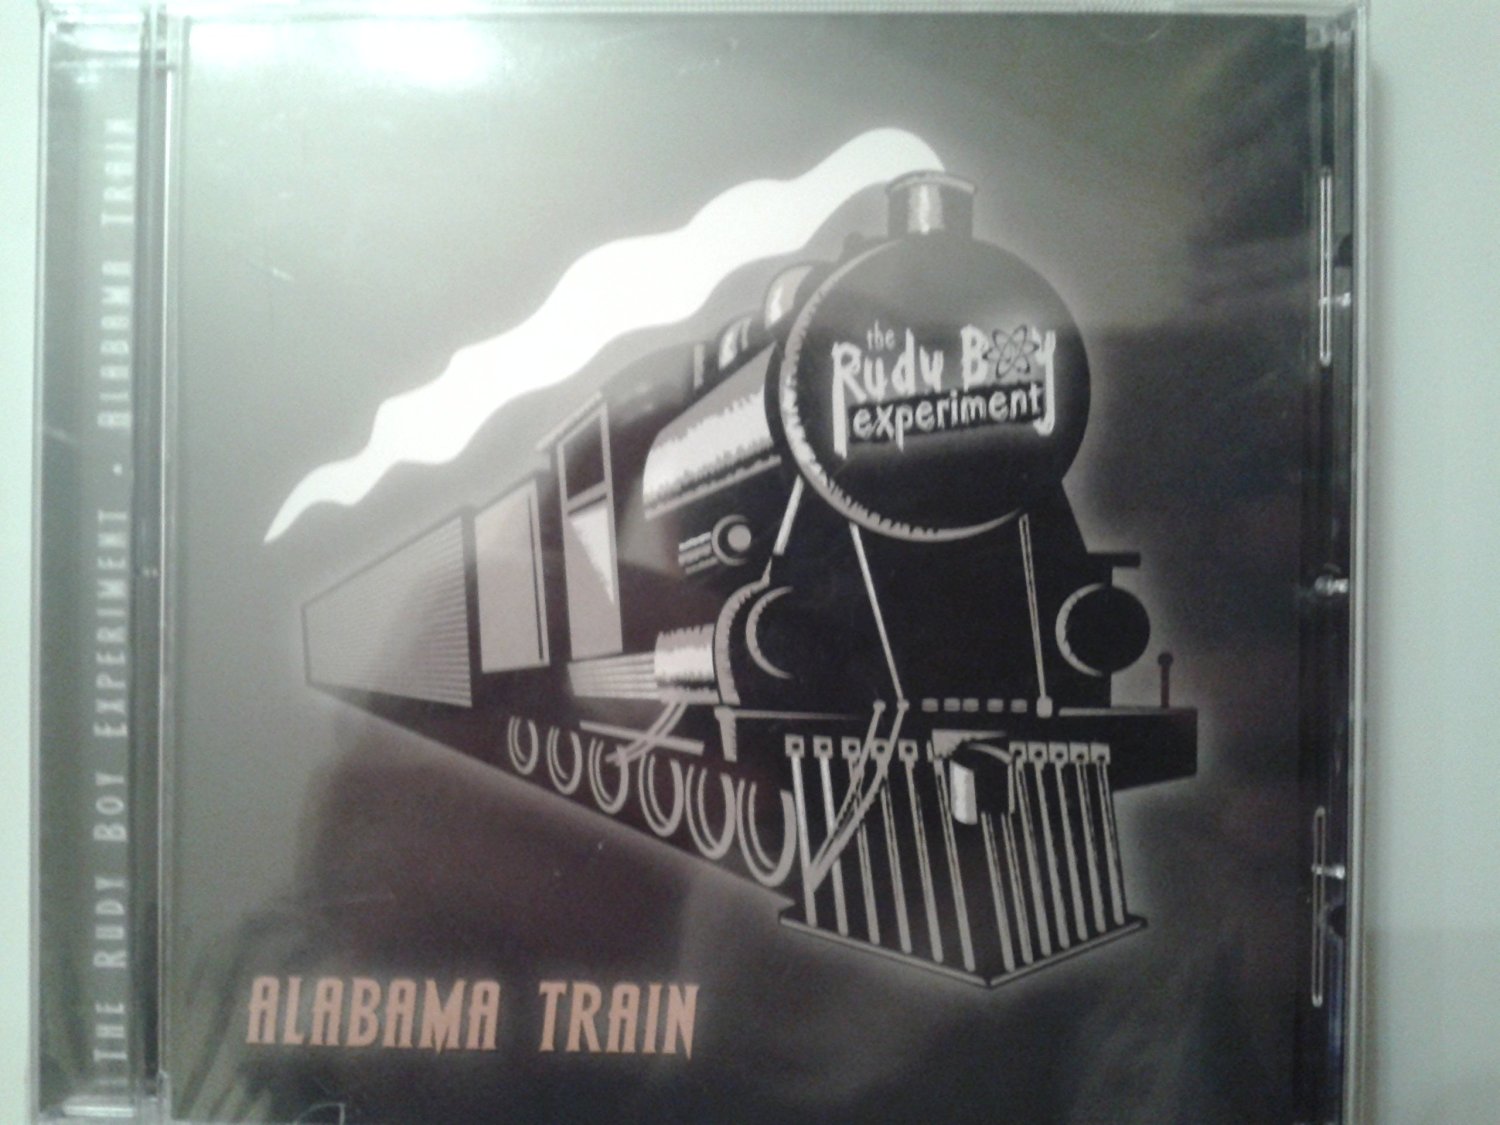 THE RUDY BOY EXPERIMENT • ALABAMA TRAIN
the
Rudy Boy
experiment
ALABAMA TRAIN